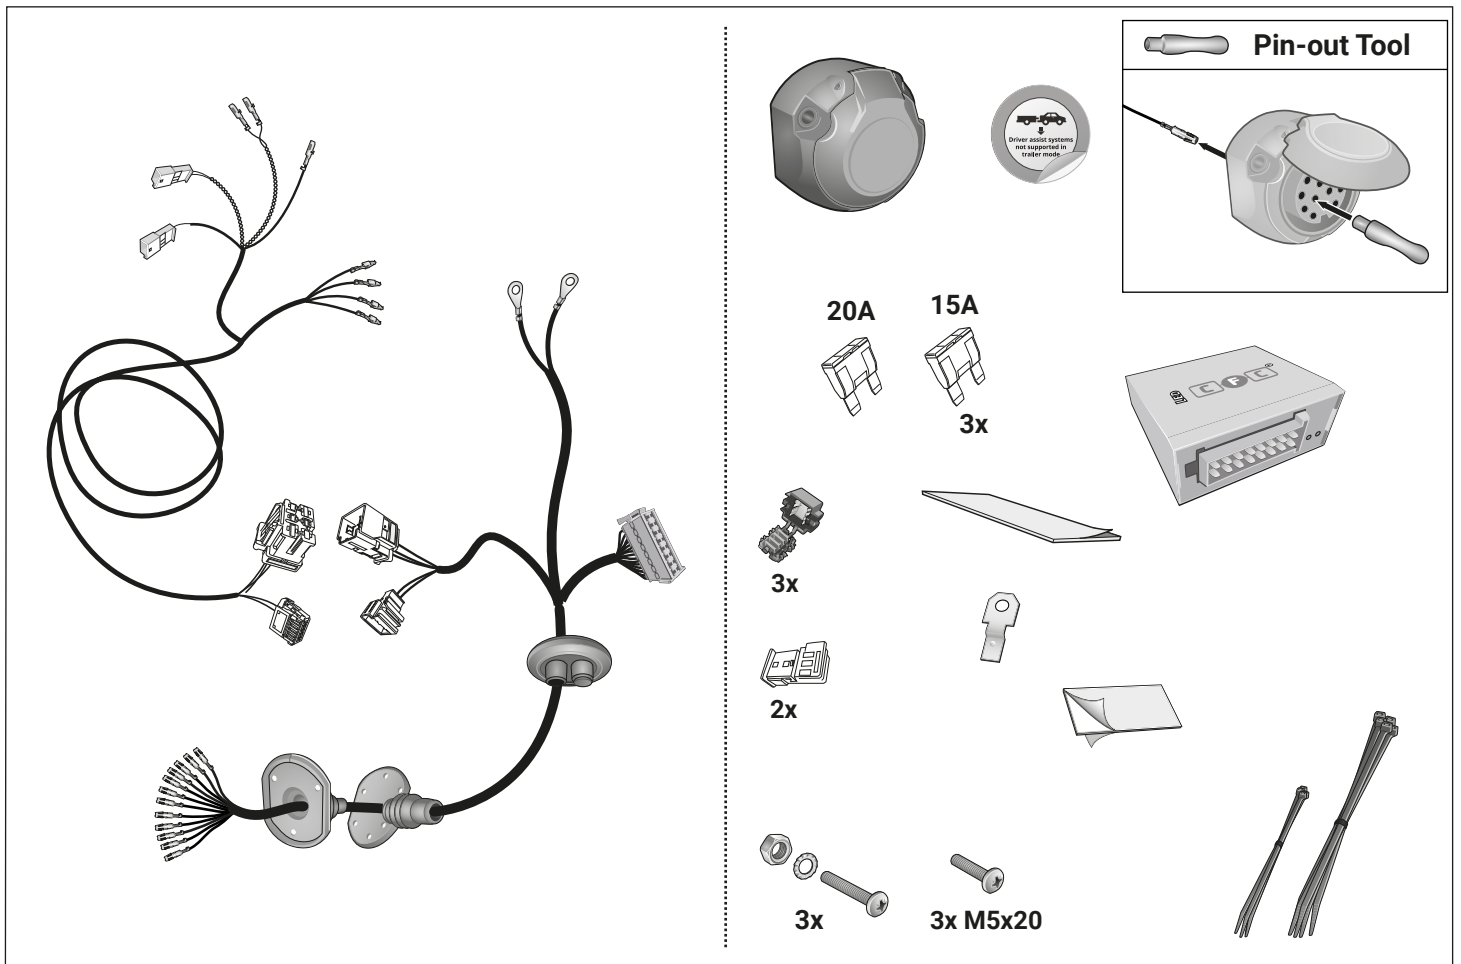 Pin-out Tool
Driver assist systems
not supported in
trailer mode
20A
15A
3x
CFC
3x
2x
3x
3x M5x20